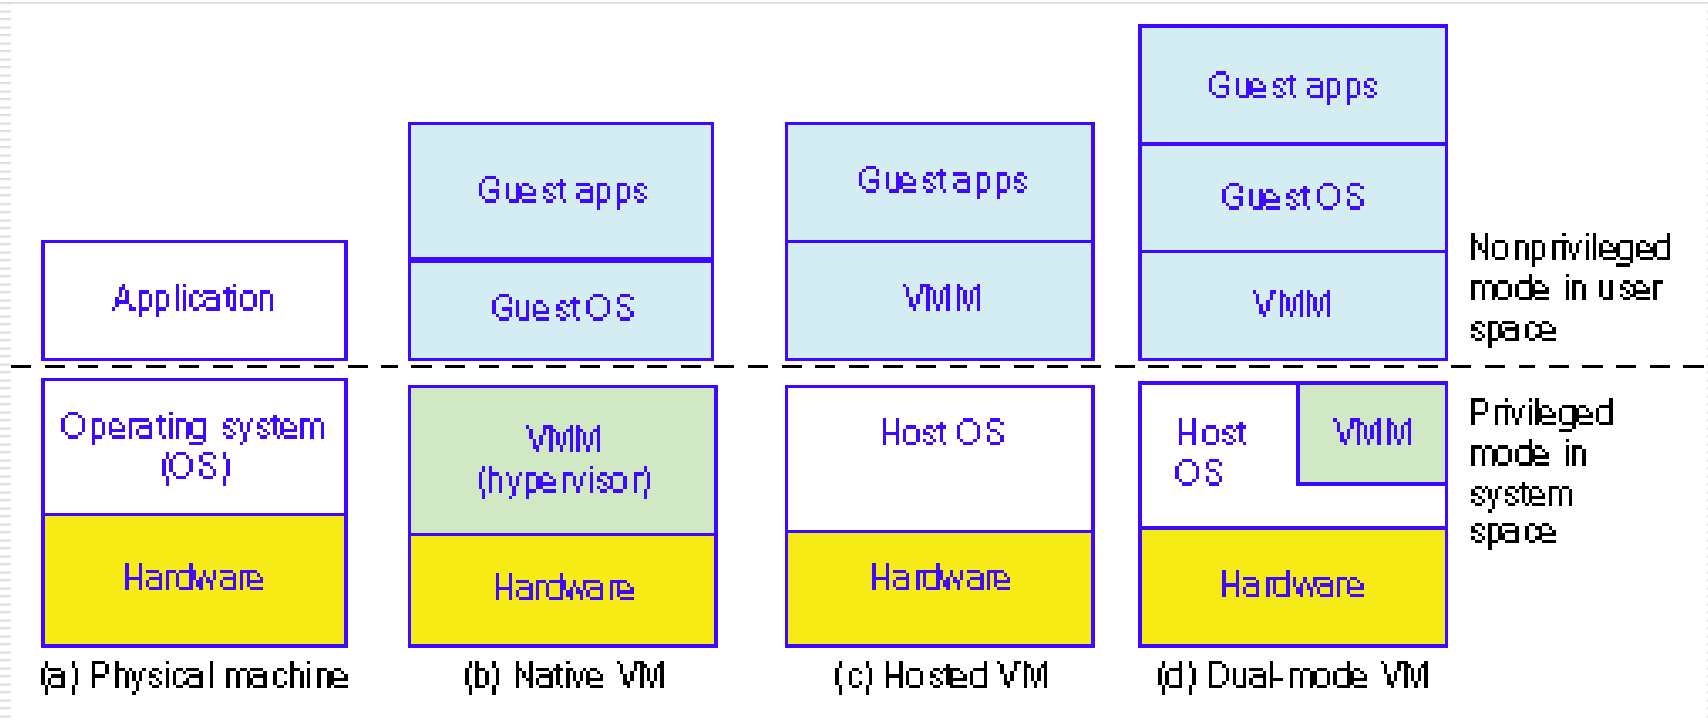 Application
Operating system
(OS)
Hardware
(a) Physical machine
Guest apps
Guest OS
VMM
(hypervisor)
Hardware
(b) Native VM
Guest apps
VMM
Host OS
Hardware
(c) Hosted VM
Guest apps
Guest OS
VMM
Host
OS
VMM
Hardware
(d) Dual-mode VM
Nonprivileged
mode in user
space
Privileged
mode in
system
space